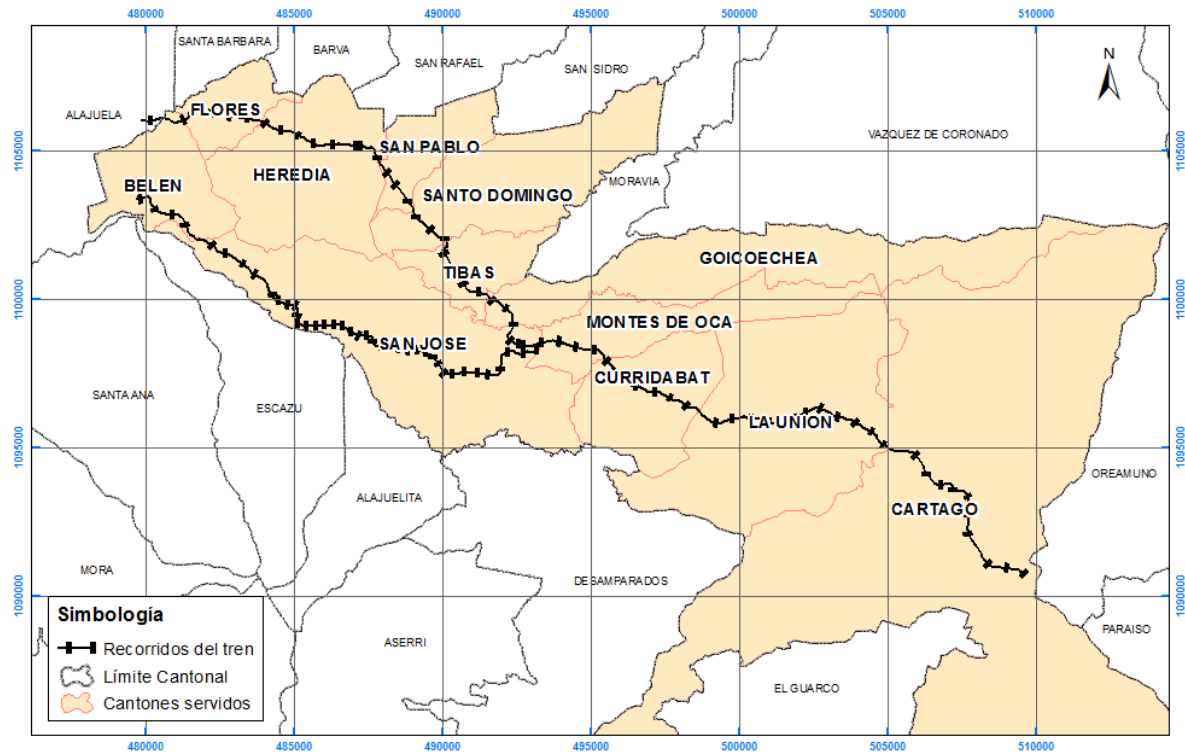 480000 485000 490000 495000 500000 505000 510000
SANTA BARBARA
BARVA
SAN RAFAEL
SAN ISIDRO
N
ALAJUELA
FLORES
VAZQUEZ DE CORONADO
1105000
SAN PABLO
1105000
HEREDIA
MORAVIA
BELEN
SANTO DOMINGO
GOICOECHEA
TIBAS
1100000
1100000
MONTES DE OCA
SAN JOSE
CURRIDABAT
SANTA ANA
ESCAZU
LA UNION
1095000
1095000
OREAMUNO
ALAJUELITA
CARTAGO
MORA
DESAMPARADOS
1090000
1090000
Simbología
Recorridos del tren
Límite Cantonal
Cantones servidos
ASERRI
PARAISO
EL GUARCO
480000 485000 490000 495000 500000 505000 510000